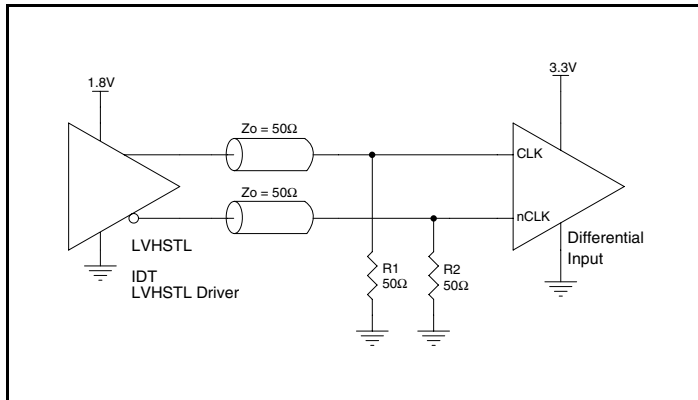 1.8V
3.3V
Zo = 50Ω
CLK
Zo = 50Ω
nCLK
LVHSTL
IDT
LVHSTL Driver
R1
50Ω
R2
50Ω
Differential
Input